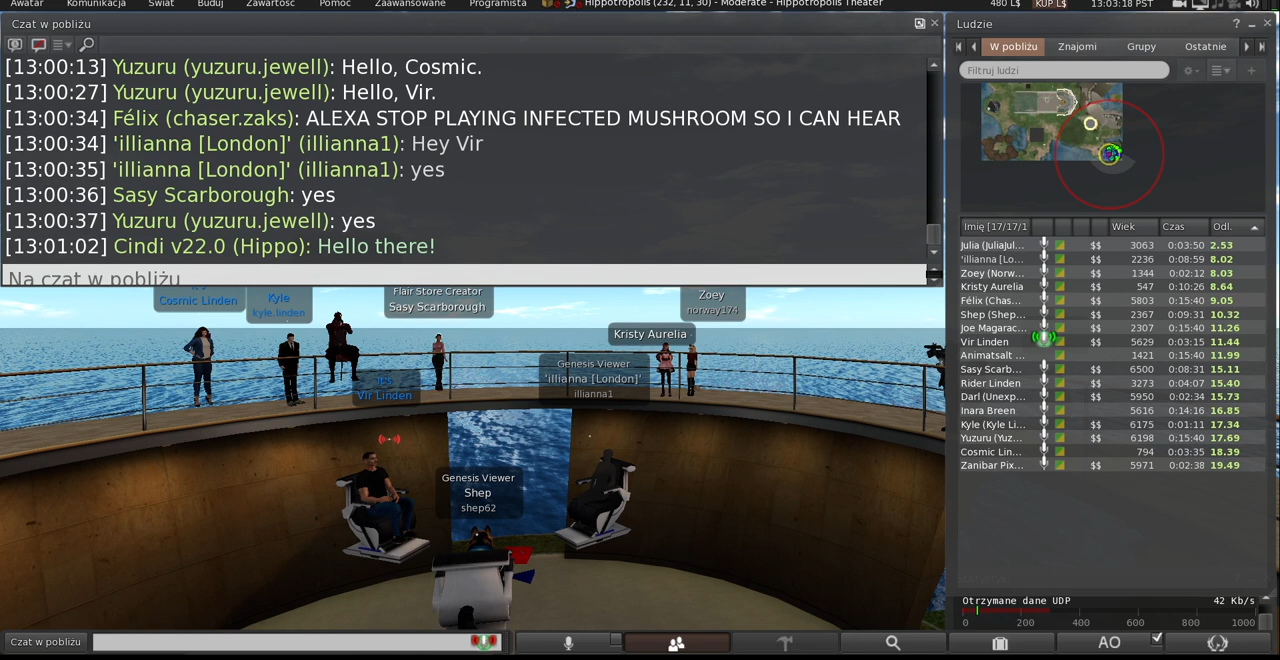 Awatar Komunikacja Świat Buduj Zawartość Pomoc Zaawansowane Programista Hippotropolis (232, 11, 30) - Moderate - Hippotropolis Theater 480 L$ KUP L$ 13:03:18 PST
Czat w pobliżu
[13:00:13] Yuzuru (yuzuru.jewell): Hello, Cosmic.
[13:00:27] Yuzuru (yuzuru.jewell): Hello, Vir.
[13:00:34] Félix (chaser.zaks): ALEXA STOP PLAYING INFECTED MUSHROOM SO I CAN HEAR
[13:00:34] 'illianna [London]' (illianna1): Hey Vir
[13:00:35] 'illianna [London]' (illianna1): yes
[13:00:36] Sasy Scarborough: yes
[13:00:37] Yuzuru (yuzuru.jewell): yes
[13:01:02] Cindi v22.0 (Hippo): Hello there!
Na czat w pobliżu
Cosmic Linden
Kyle
kyle.linden
Flair Store Creator
Sasy Scarborough
Zoey
norway174
Kristy Aurelia
Genesis Viewer
'illianna [London]'
illianna1
Vir Linden
Genesis Viewer
Shep
shep62
Czat w pobliżu
Ludzie
? _ ×
W pobliżu Znajomi Grupy Ostatnie
Filtruj ludzi
Imię [17/17/1 Wiek Czas Odl.
Julia (JuliaJul... $$ 3063 0:03:50 2.53
'illianna [Lo... $$ 2236 0:08:59 8.02
Zoey (Norw... $$ 1344 0:02:12 8.03
Kristy Aurelia $$ 547 0:10:26 8.64
Félix (Chas... $$ 5803 0:15:40 9.05
Shep (Shep... $$ 2367 0:09:31 10.32
Joe Magarac... $$ 2307 0:15:40 11.26
Vir Linden $$ 5629 0:03:15 11.44
Animatsalt ... 1421 0:15:40 11.99
Sasy Scarb... $$ 6500 0:08:31 15.11
Rider Linden $$ 3273 0:04:07 15.40
Darl (Unexp... $$ 5950 0:02:34 15.73
Inara Breen 5616 0:14:16 16.85
Kyle (Kyle Li... $$ 6175 0:01:11 17.34
Yuzuru (Yuz... $$ 6198 0:15:40 17.69
Cosmic Lin... 794 0:03:35 18.39
Zanibar Pix... $$ 5971 0:02:38 19.49
Otrzymane dane UDP 42 Kb/s
0 200 400 600 800 1000
AO